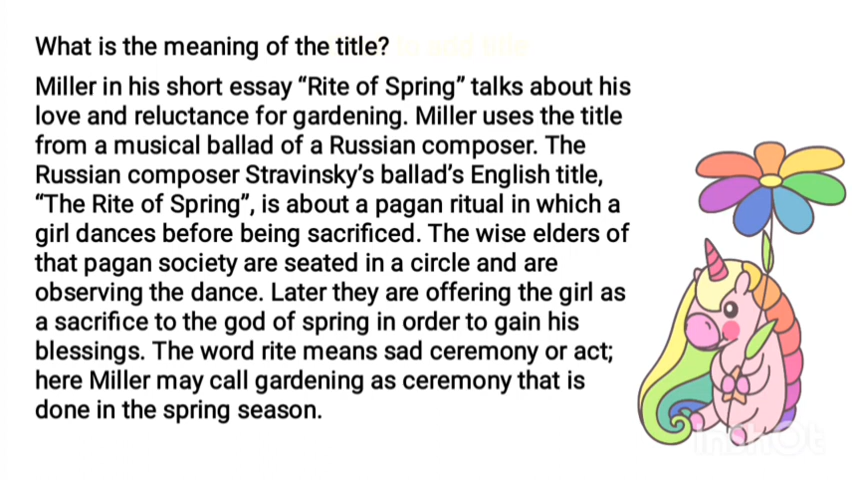 What is the meaning of the title?
Miller in his short essay “Rite of Spring” talks about his
love and reluctance for gardening. Miller uses the title
from a musical ballad of a Russian composer. The
Russian composer Stravinsky’s ballad’s English title,
“The Rite of Spring”, is about a pagan ritual in which a
girl dances before being sacrificed. The wise elders of
that pagan society are seated in a circle and are
observing the dance. Later they are offering the girl as
a sacrifice to the god of spring in order to gain his
blessings. The word rite means sad ceremony or act;
here Miller may call gardening as ceremony that is
done in the spring season.
InShOt